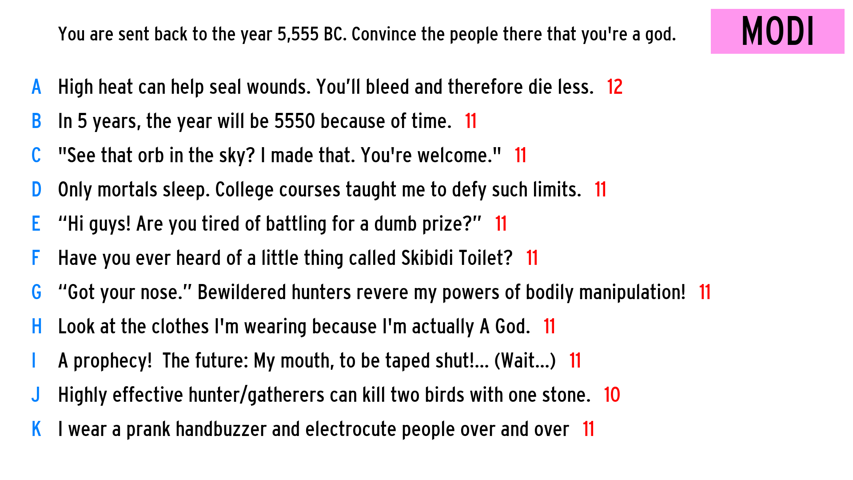 You are sent back to the year 5,555 BC. Convince the people there that you're a god.
MODI
A High heat can help seal wounds. You’ll bleed and therefore die less. 12
B In 5 years, the year will be 5550 because of time. 11
C "See that orb in the sky? I made that. You're welcome." 11
D Only mortals sleep. College courses taught me to defy such limits. 11
E “Hi guys! Are you tired of battling for a dumb prize?” 11
F Have you ever heard of a little thing called Skibidi Toilet? 11
G “Got your nose.” Bewildered hunters revere my powers of bodily manipulation! 11
H Look at the clothes I'm wearing because I'm actually A God. 11
I A prophecy! The future: My mouth, to be taped shut!... (Wait...) 11
J Highly effective hunter/gatherers can kill two birds with one stone. 10
K I wear a prank handbuzzer and electrocute people over and over 11